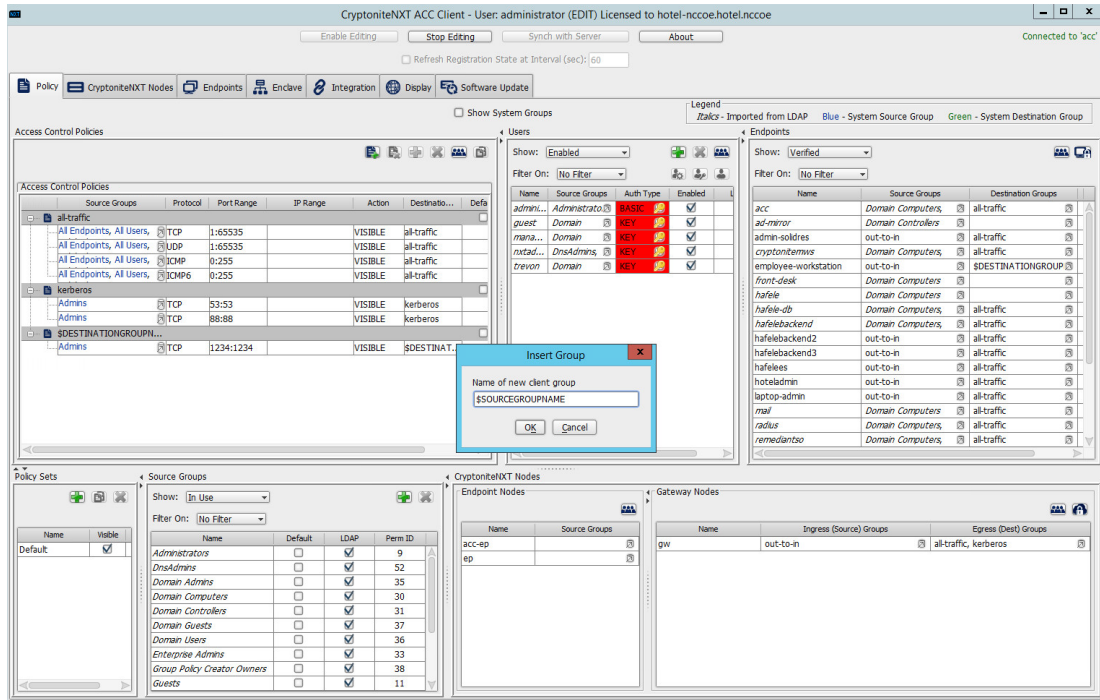 NXT
CryptoniteNXT ACC Client - User: administrator (EDIT) Licensed to hotel-nccoe.hotel.nccoe
Enable Editing Stop Editing Synch with Server About Connected to 'acc'
Refresh Registration State at Interval (sec): 60
Policy CryptoniteNXT Nodes Endpoints Enclave Integration Display Software Update
Show System Groups
Legend
Italics - Imported from LDAP Blue - System Source Group Green - System Destination Group
Access Control Policies
Access Control Policies
Source Groups Protocol Port Range IP Range Action Destinatio... Defa
all-traffic
All Endpoints, All Users, TCP 1:65535 VISIBLE all-traffic
All Endpoints, All Users, UDP 1:65535 VISIBLE all-traffic
All Endpoints, All Users, ICMP 0:255 VISIBLE all-traffic
All Endpoints, All Users, ICMP6 0:255 VISIBLE all-traffic
kerberos
Admins TCP 53:53 VISIBLE kerberos
Admins TCP 88:88 VISIBLE kerberos
$DESTINATIONGROUPN...
Admins TCP 1234:1234 VISIBLE $DESTINAT...
Users
Show: Enabled
Filter On: No Filter
Name Source Groups Auth Type Enabled L
admini... Administrato... BASIC
guest Domain KEY
mana... Domain KEY
nxtad... DnsAdmins, KEY
trevon Domain KEY
Endpoints
Show: Verified
Filter On: No Filter
Name Source Groups Destination Groups
acc Domain Computers, all-traffic
ad-mirror Domain Controllers
admin-solidres out-to-in all-traffic
cryptonitemws out-to-in all-traffic
employee-workstation out-to-in $DESTINATIONGROUP
front-desk Domain Computers
hafele Domain Computers
hafele-db Domain Computers, all-traffic
hafelebackend Domain Computers, all-traffic
hafelebackend2 out-to-in all-traffic
hafelebackend3 out-to-in all-traffic
hafelees out-to-in all-traffic
hoteladmin out-to-in all-traffic
laptop-admin out-to-in all-traffic
mail Domain Computers, all-traffic
radius Domain Computers, all-traffic
remediantso Domain Computers, all-traffic
Insert Group
Name of new client group
$SOURCEGROUPNAME
OK Cancel
Policy Sets
Name Visible
Default
Source Groups
Show: In Use
Filter On: No Filter
Name Default LDAP Perm ID
Administrators 9
DnsAdmins 52
Domain Admins 35
Domain Computers 30
Domain Controllers 31
Domain Guests 37
Domain Users 36
Enterprise Admins 33
Group Policy Creator Owners 38
Guests 11
CryptoniteNXT Nodes
Endpoint Nodes
Name Source Groups
acc-ep
ep
Gateway Nodes
Name Ingress (Source) Groups Egress (Dest) Groups
gw out-to-in all-traffic, kerberos